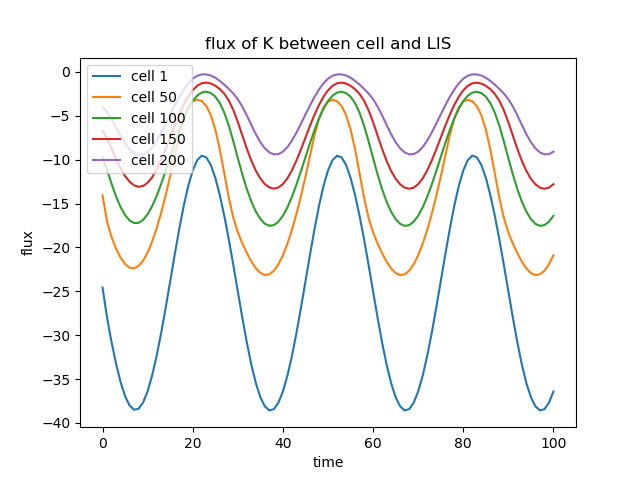 flux of K between cell and LIS
cell 1
cell 50
cell 100
cell 150
cell 200
0
−5
−10
−15
−20
−25
−30
−35
−40
flux
0 20 40 60 80 100
time